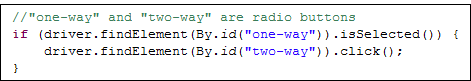 //"one-way" and "two-way" are radio buttons
if (driver.findElement(By.id("one-way")).isSelected()) {
    driver.findElement(By.id("two-way")).click();
}